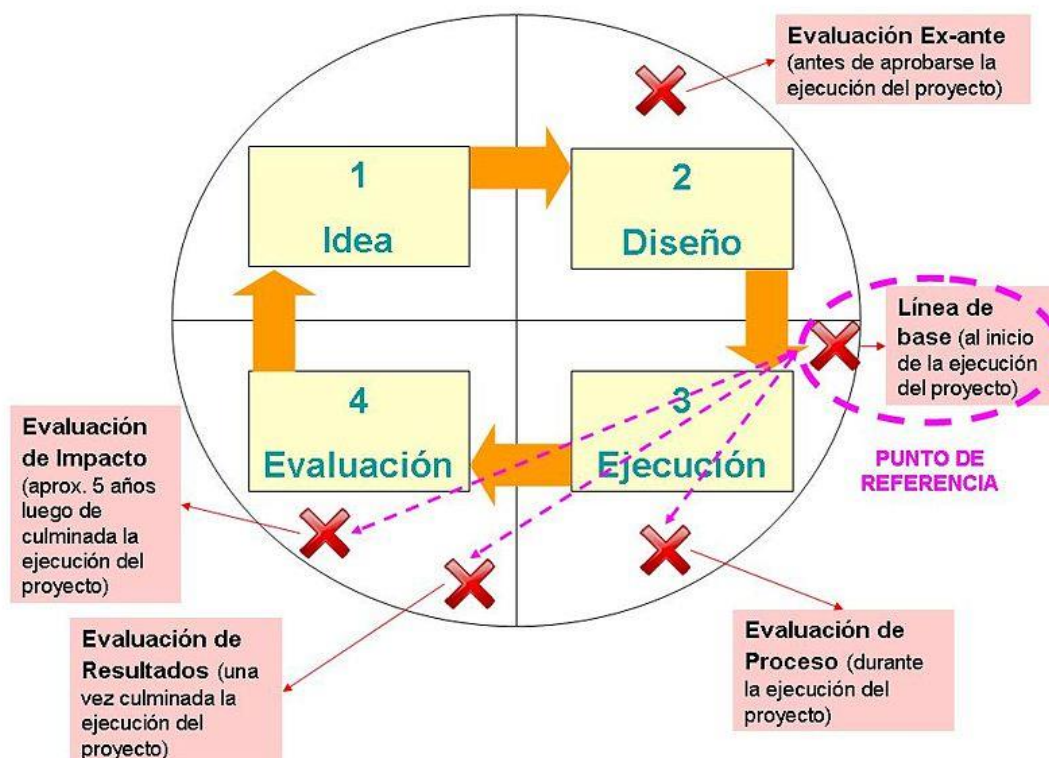 Evaluación Ex-ante
(antes de aprobarse la
ejecución del proyecto)
1
Idea
2
Diseño
Línea de
base (al inicio
de la ejecución
del proyecto)
PUNTO DE
REFERENCIA
4
Evaluación
3
Ejecución
Evaluación
de Impacto
(aprox. 5 años
luego de
culminada la
ejecución del
proyecto)
Evaluación de
Resultados (una
vez culminada la
ejecución del
proyecto)
Evaluación de
Proceso (durante
la ejecución del
proyecto)